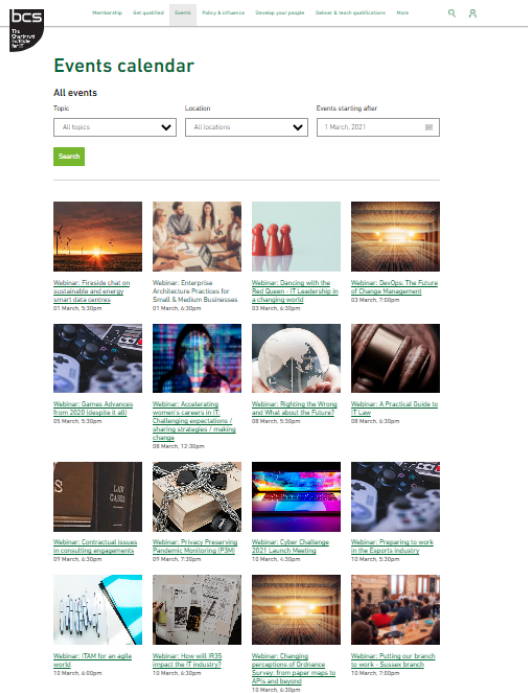 bcs
The
Chartered
Institute
for IT
Membership Get qualified Events Policy & influence Develop your people Deliver & teach qualifications More
Events calendar
All events
Topic Location Events starting after
All topics All locations 1 March, 2021
Search
Webinar: Fireside chat on
sustainable and energy
smart data centres
01 March, 5:30pm
Webinar: Enterprise
Architecture Practices for
Small & Medium Businesses
01 March, 6:30pm
Webinar: Dancing with the
Red Queen - IT Leadership in
a changing world
03 March, 6:30pm
Webinar: DevOps: The Future
of Change Management
03 March, 7:00pm
Webinar: Games Advances
from 2020 (despite it all)
05 March, 5:30pm
Webinar: Accelerating
women's careers in IT:
Challenging expectations /
sharing strategies / making
change
08 March, 12:30pm
Webinar: Righting the Wrong
and What about the Future?
08 March, 5:30pm
Webinar: A Practical Guide to
IT Law
08 March, 6:30pm
S
LAW
CASES
Webinar: Contractual issues
in consulting engagements
09 March, 6:30pm
Webinar: Privacy Preserving
Pandemic Monitoring (P3M)
09 March, 7:30pm
Webinar: Cyber Challenge
2021 Launch Meeting
10 March, 4:30pm
Webinar: Preparing to work
in the Esports industry
10 March, 5:30pm
Webinar: ITAM for an agile
world
10 March, 6:00pm
Webinar: How will IR35
impact the IT industry?
10 March, 6:30pm
Webinar: Changing
perceptions of Ordnance
Survey: from paper maps to
APIs and beyond
10 March, 6:30pm
Webinar: Putting our branch
to work - Sussex branch
10 March, 7:00pm